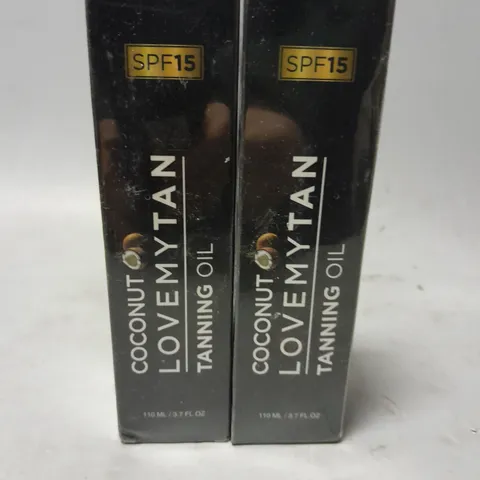 SPF15
COCONUT
LOVEMYTAN
TANNING OIL
110 ML / 3.7 FL OZ
SPF15
COCONUT
LOVEMYTAN
TANNING OIL
110 ML / 3.7 FL OZ